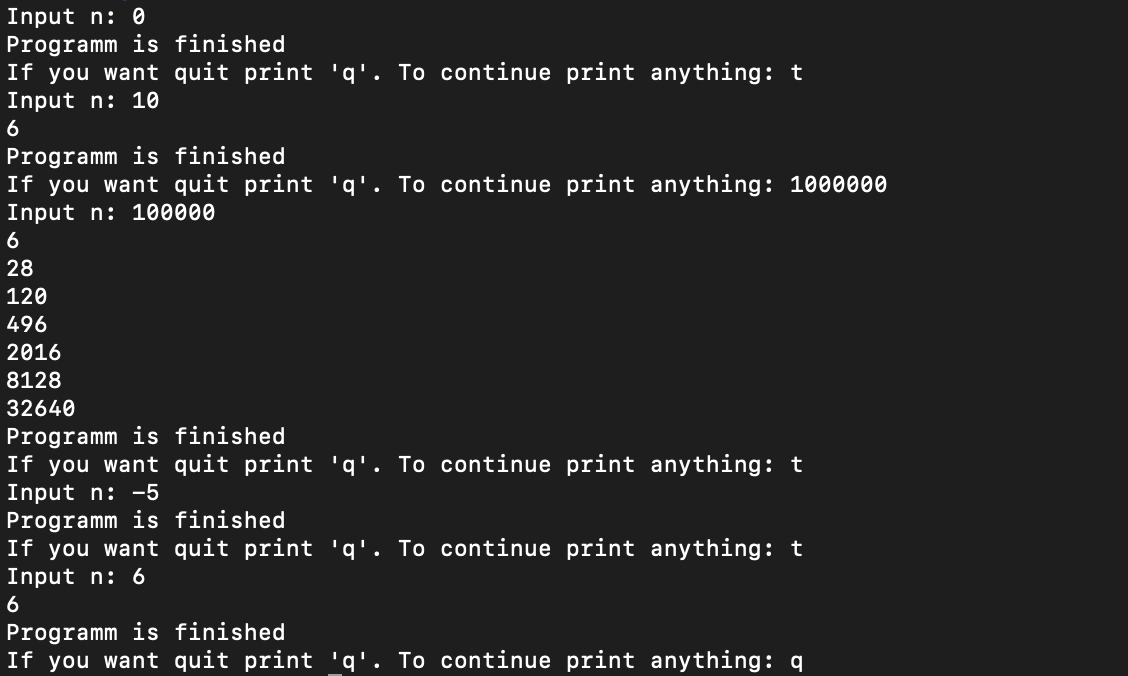 Input n: 0
Programm is finished
If you want quit print 'q'. To continue print anything: t
Input n: 10
6
Programm is finished
If you want quit print 'q'. To continue print anything: 1000000
Input n: 100000
6
28
120
496
2016
8128
32640
Programm is finished
If you want quit print 'q'. To continue print anything: t
Input n: -5
Programm is finished
If you want quit print 'q'. To continue print anything: t
Input n: 6
6
Programm is finished
If you want quit print 'q'. To continue print anything: q